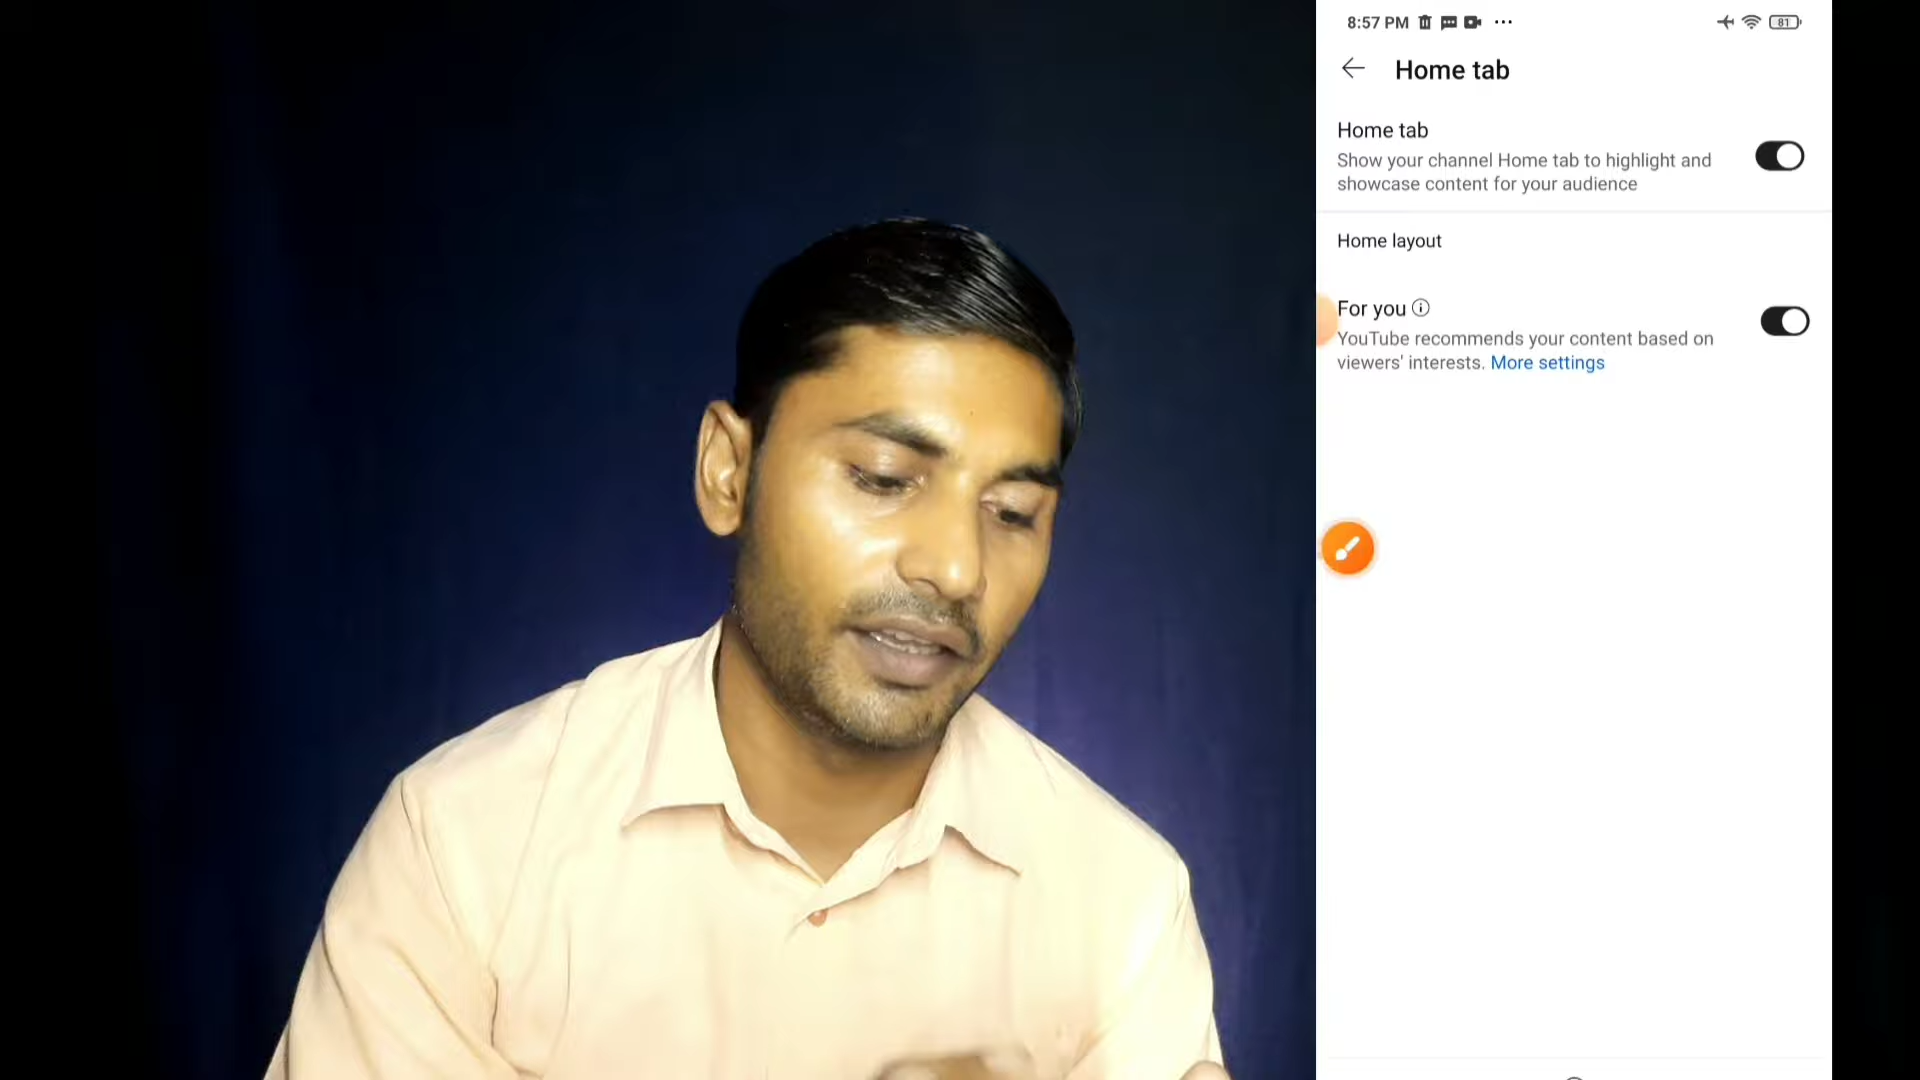 8:57 PM
81
Home tab
Home tab
Show your channel Home tab to highlight and
showcase content for your audience
Home layout
For you
YouTube recommends your content based on
viewers' interests. More settings